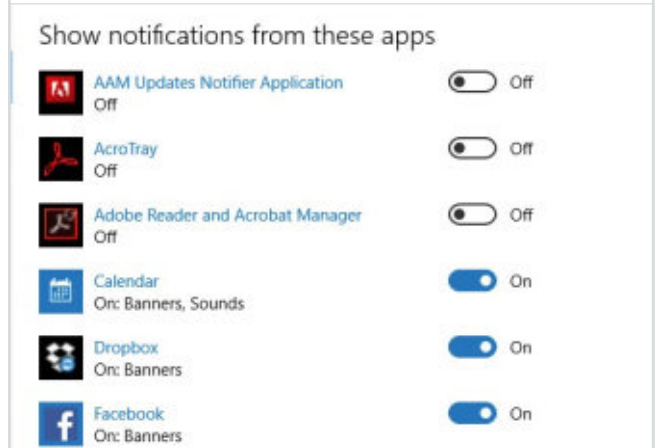 Show notifications from these apps
AAM Updates Notifier Application
Off
Off
AcroTray
Off
Off
Adobe Reader and Acrobat Manager
Off
Off
Calendar
On
On: Banners, Sounds
Dropbox
On
On: Banners
Facebook
On
On: Banners